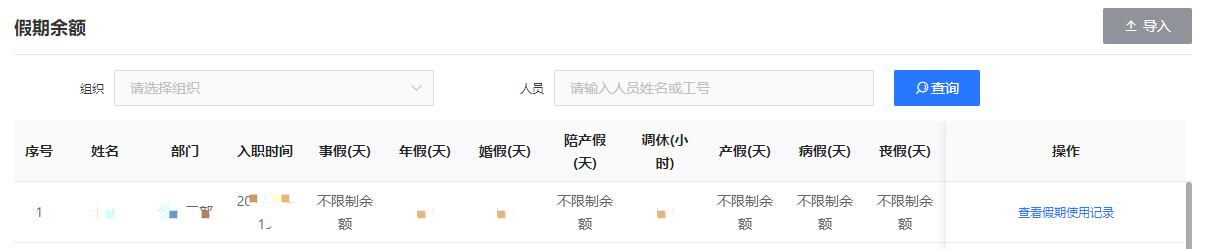 假期余额
导入
组织 请选择组织 人员 请输入人员姓名或工号 查询
序号 姓名 部门 入职时间 事假(天) 年假(天) 婚假(天) 陪产假(天) 调休(小时) 产假(天) 病假(天) 丧假(天) 操作
1 不限制余额 不限制余额 不限制余额 不限制余额 不限制余额 查看假期使用记录